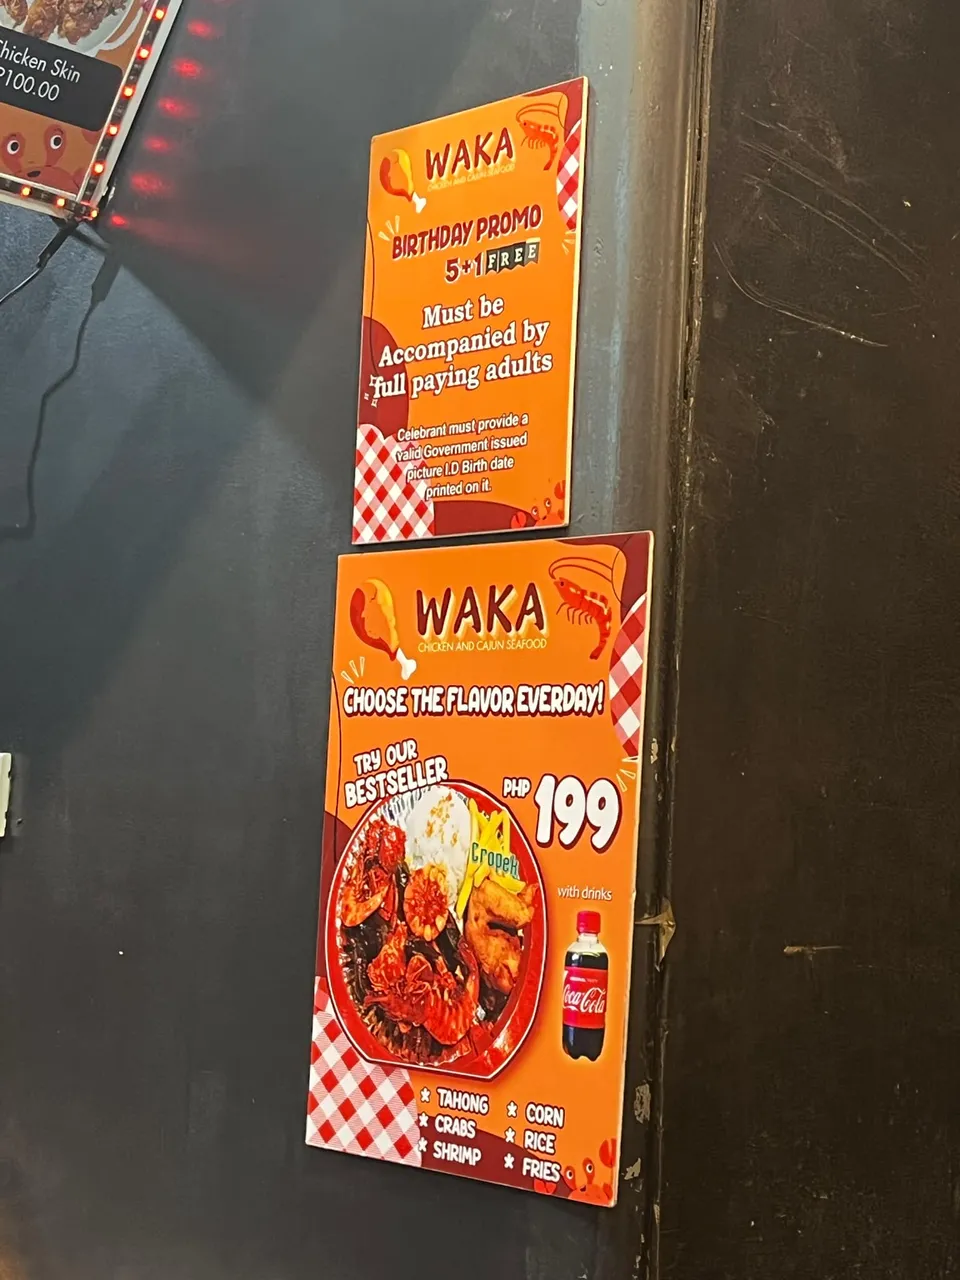 Chicken Skin
P100.00
WAKA
CHICKEN AND CAJUN SEAFOOD
BIRTHDAY PROMO
5+1 FREE
Must be
Accompanied by
full paying adults
Celebrant must provide a
valid Government issued
picture I.D Birth date
printed on it.
WAKA
CHICKEN AND CAJUN SEAFOOD
CHOOSE THE FLAVOR EVERDAY!
TRY OUR
BESTSELLER
PHP 199
Cropek
with drinks
Coca-Cola
* TAHONG
* CRABS
* SHRIMP
* CORN
* RICE
* FRIES